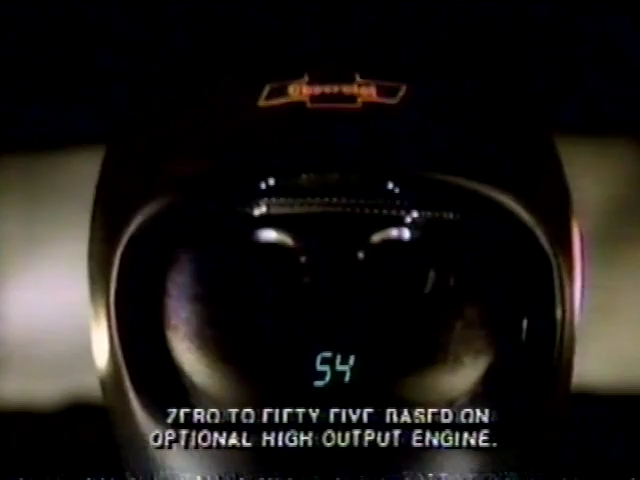 Chevrolet
54
ZERO TO FIFTY FIVE BASED ON
OPTIONAL HIGH OUTPUT ENGINE.